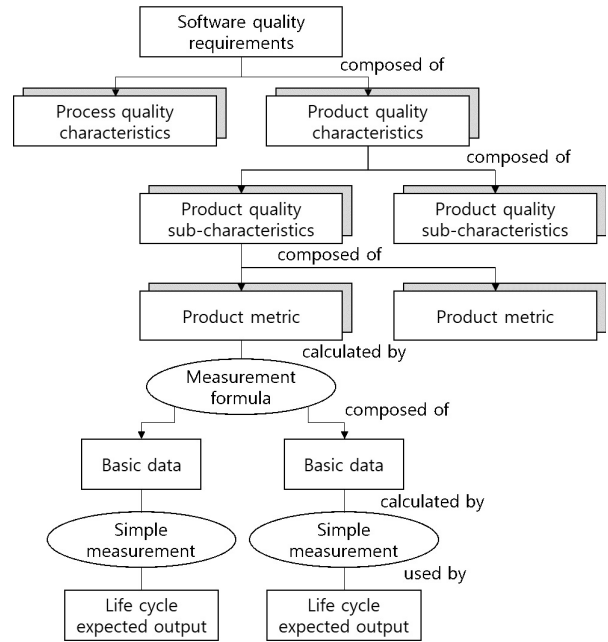 Software quality
requirements
composed of
Process quality
characteristics
Product quality
characteristics
composed of
Product quality
sub-characteristics
Product quality
sub-characteristics
composed of
Product metric
Product metric
calculated by
Measurement
formula
composed of
Basic data
Basic data
calculated by
Simple
measurement
Simple
measurement
used by
Life cycle
expected output
Life cycle
expected output